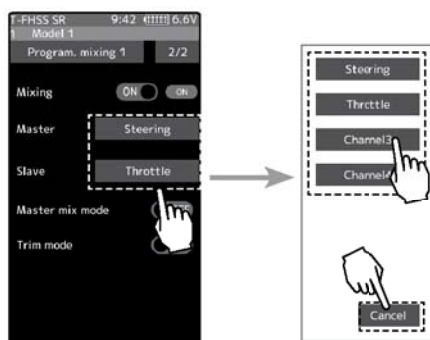 T-FHSS SR 9:42 6.6V
1 Model 1
Program. mixing 1 2/2
Mixing ON ON
Master Steering
Slave Throttle
Master mix mode
Trim mode
Steering
Throttle
Channel3
Channel4
Cancel